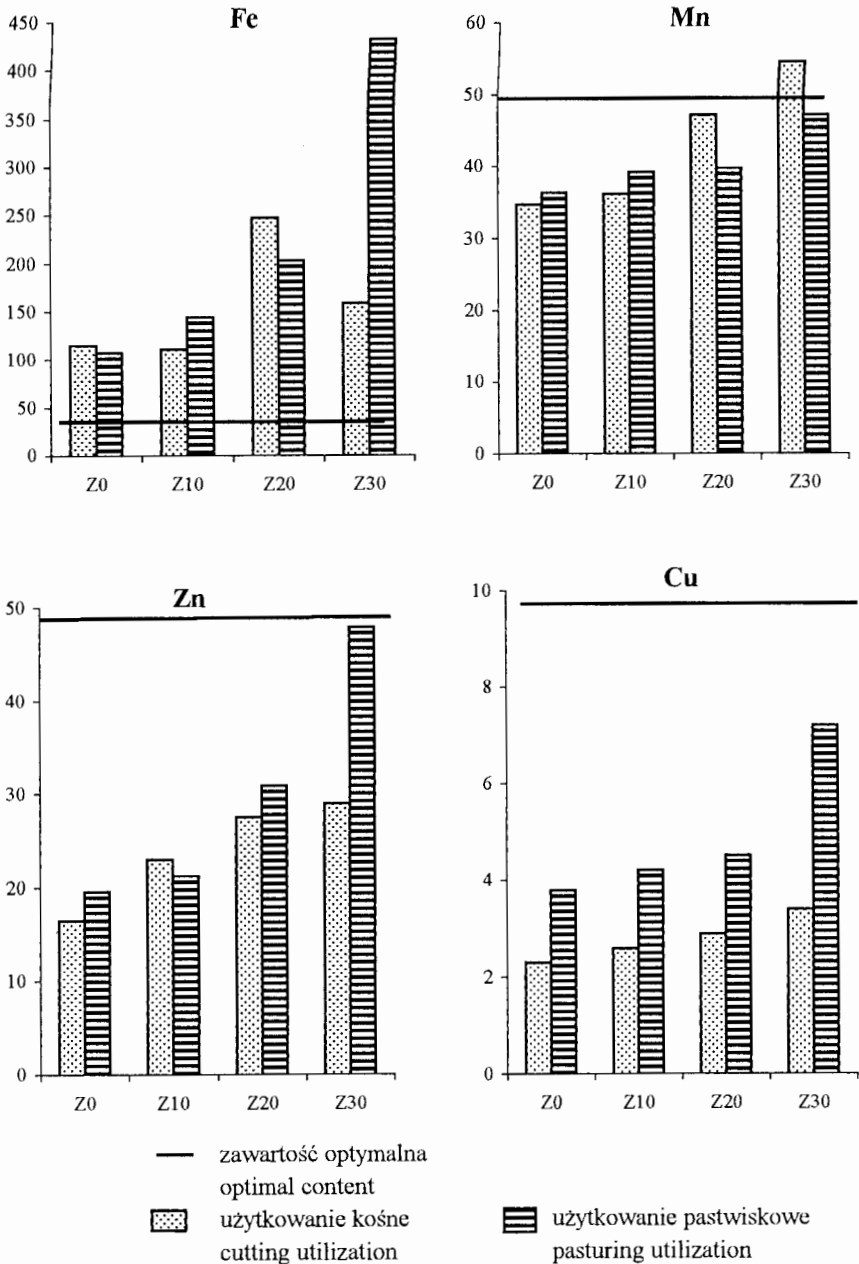 Fe
450
400
350
300
250
200
150
100
50
0
Z0 Z10 Z20 Z30
Mn
60
50
40
30
20
10
0
Z0 Z10 Z20 Z30
Zn
50
40
30
20
10
0
Z0 Z10 Z20 Z30
Cu
10
8
6
4
2
0
Z0 Z10 Z20 Z30
zawartość optymalna
optimal content
użytkowanie kośne
cutting utilization
użytkowanie pastwiskowe
pasturing utilization